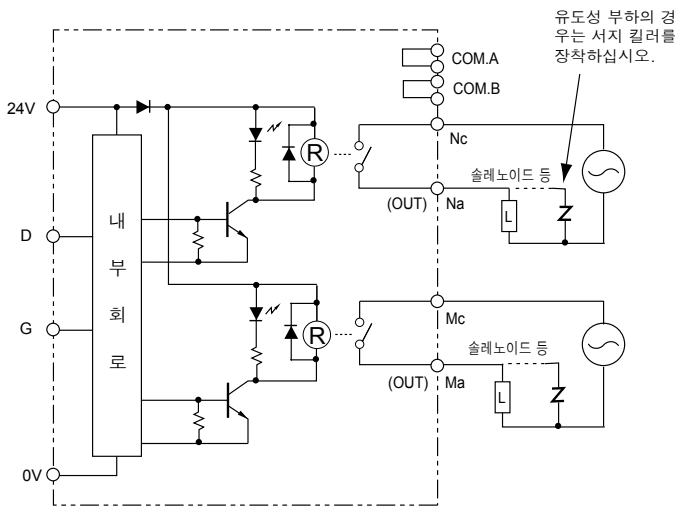 유도성 부하의 경
우는 서지 킬러를
장착하십시오.
COM.A
COM.B
24V
Nc
R
솔레노이드 등
(OUT) Na
L
D
내
부
회
로
G
Mc
R
솔레노이드 등
(OUT) Ma
L
0V